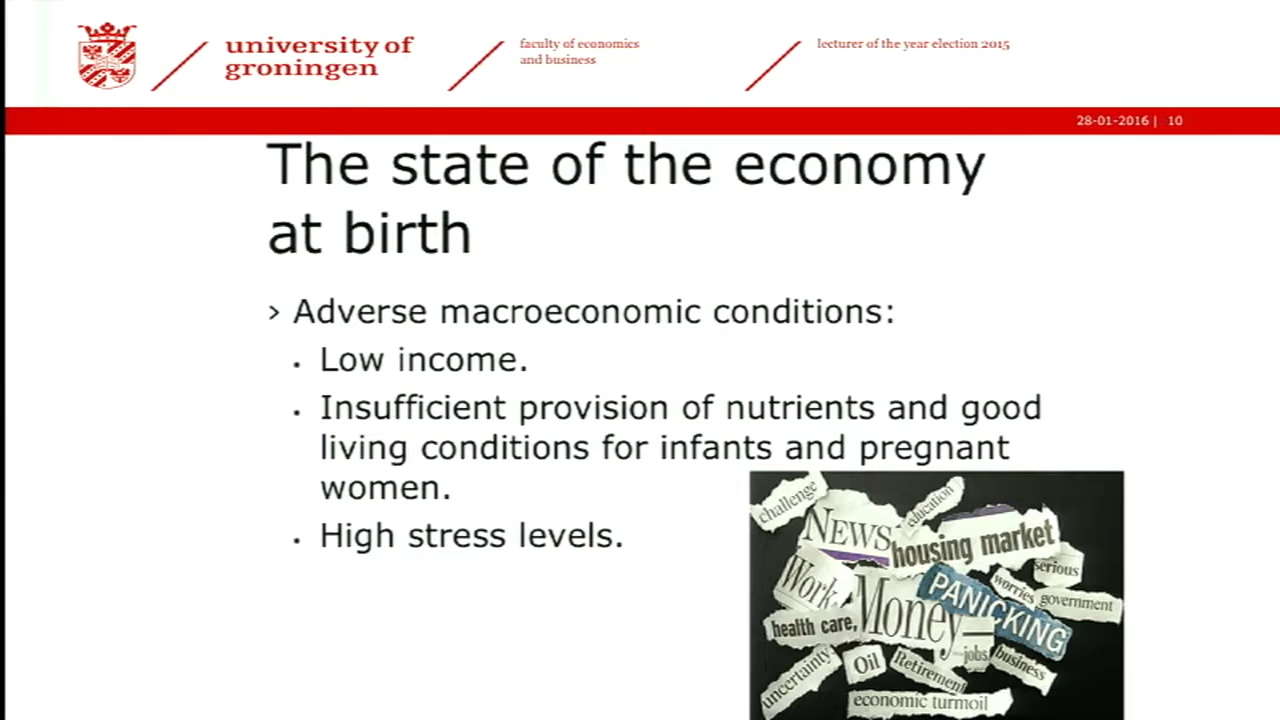 university of
groningen
faculty of economics
and business
lecturer of the year election 2015
28-01-2016 | 10
The state of the economy
at birth
› Adverse macroeconomic conditions:
• Low income.
• Insufficient provision of nutrients and good
living conditions for infants and pregnant
women.
• High stress levels.
challenge
education
NEWS
housing market
serious
Work
worries
government
PANICKING
Money
health care,
jobs
business
uncertainty
Oil
Retirement
economic turmoil